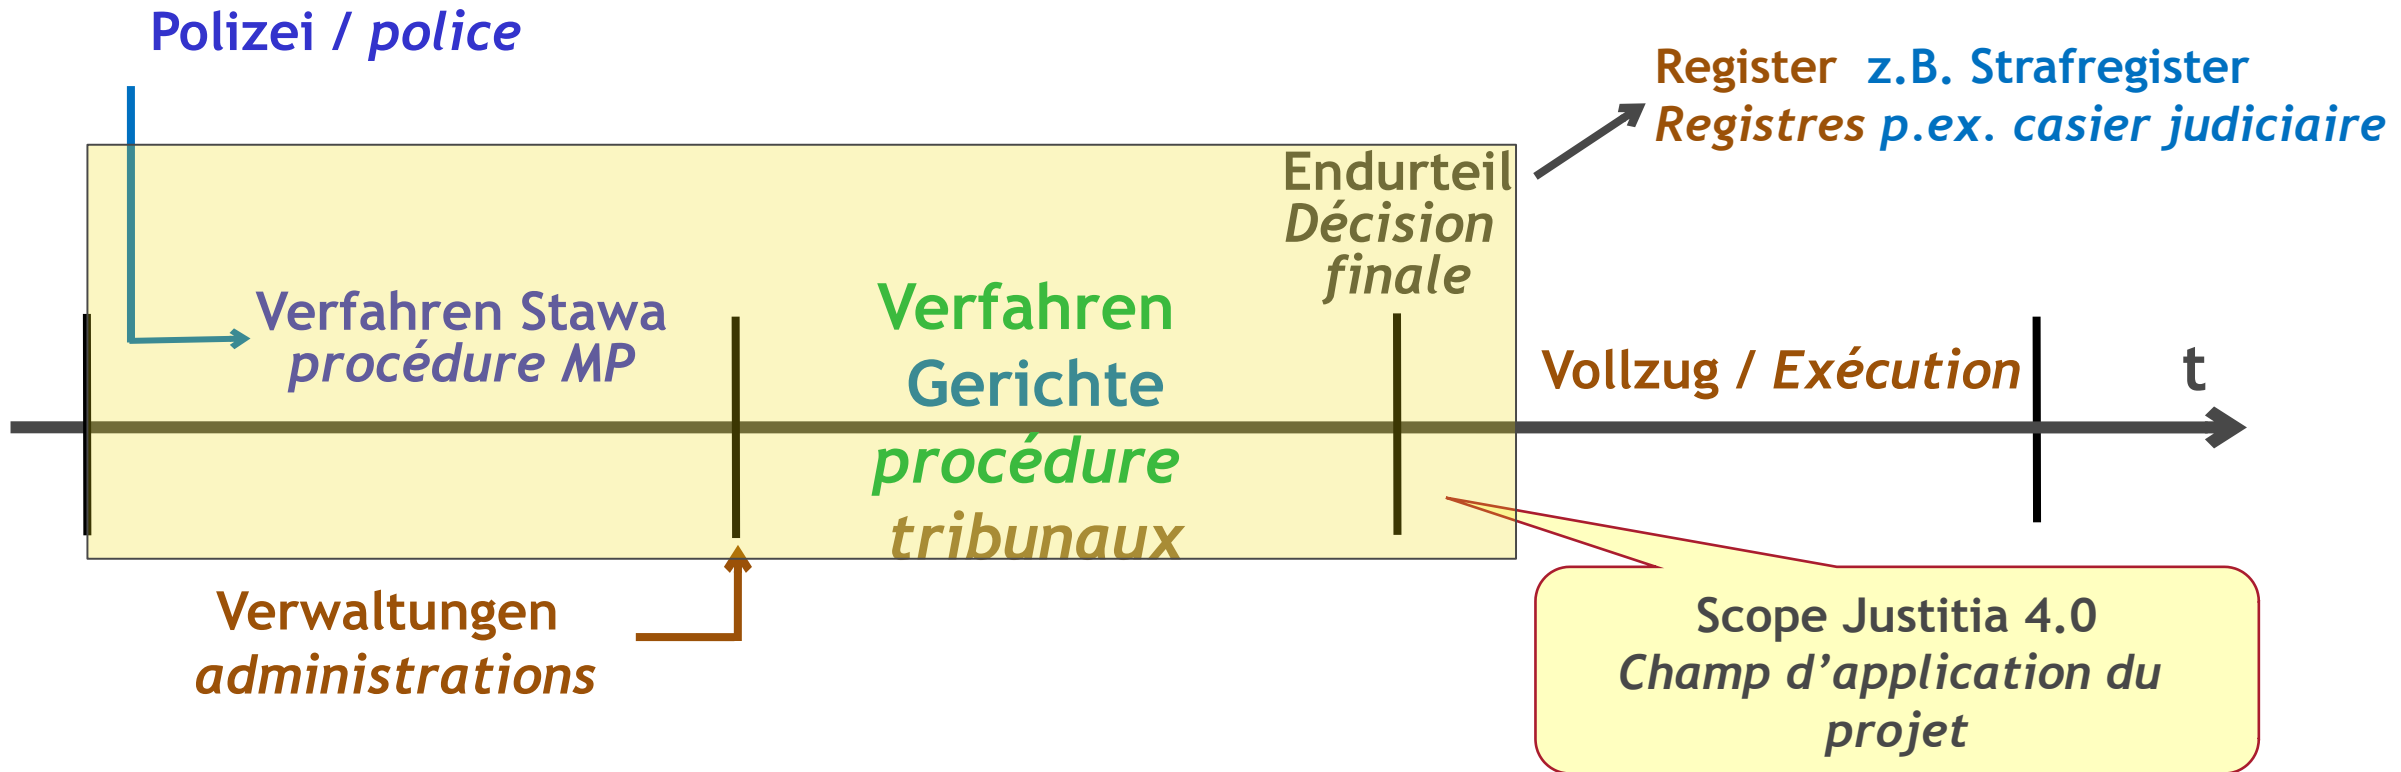 Polizei / police
Register z.B. Strafregister
Registres p.ex. casier judiciaire
Endurteil
Décision
finale
Verfahren Stawa
procédure MP
Verfahren
Gerichte
procédure
tribunaux
Vollzug / Exécution
t
Verwaltungen
administrations
Scope Justitia 4.0
Champ d’application du
projet